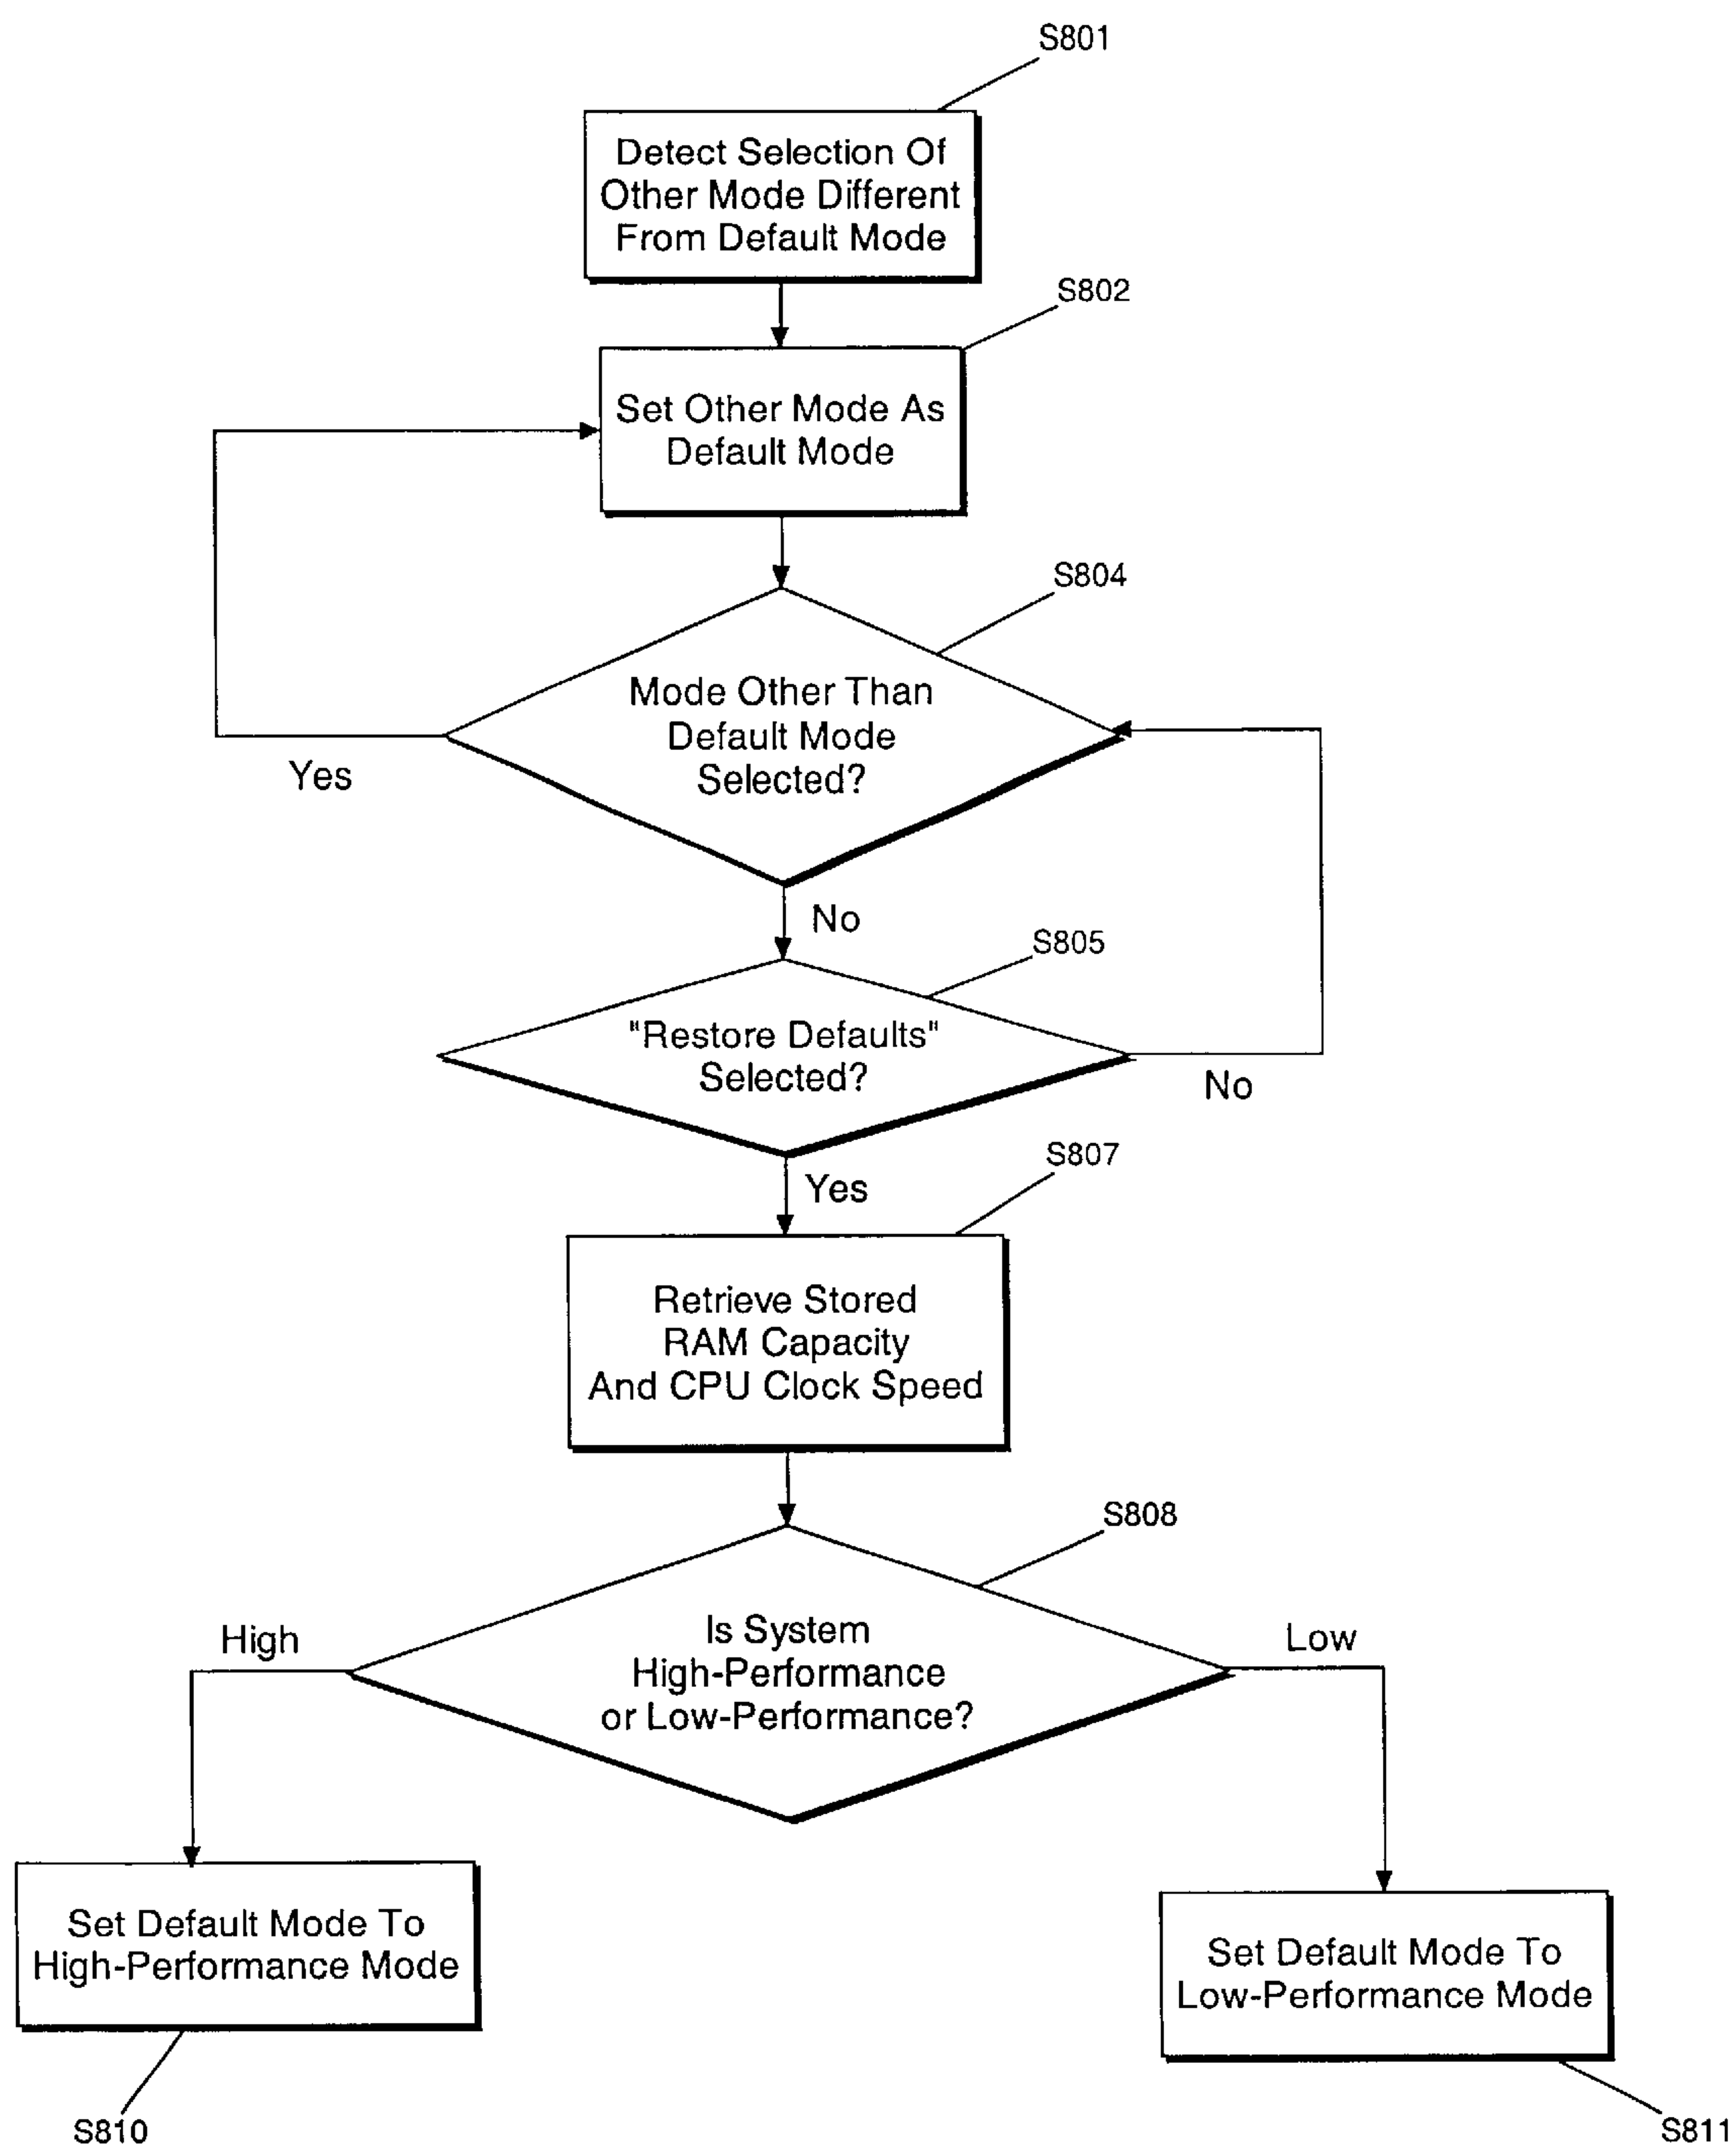 S801
Detect Selection Of
Other Mode Different
From Default Mode
S802
Set Other Mode As
Default Mode
S804
Mode Other Than
Default Mode
Selected?
Yes
No
S805
"Restore Defaults"
Selected?
No
S807
Yes
Retrieve Stored
RAM Capacity
And CPU Clock Speed
S808
High
Is System
High-Performance
or Low-Performance?
Low
Set Default Mode To
High-Performance Mode
Set Default Mode To
Low-Performance Mode
S810
S811